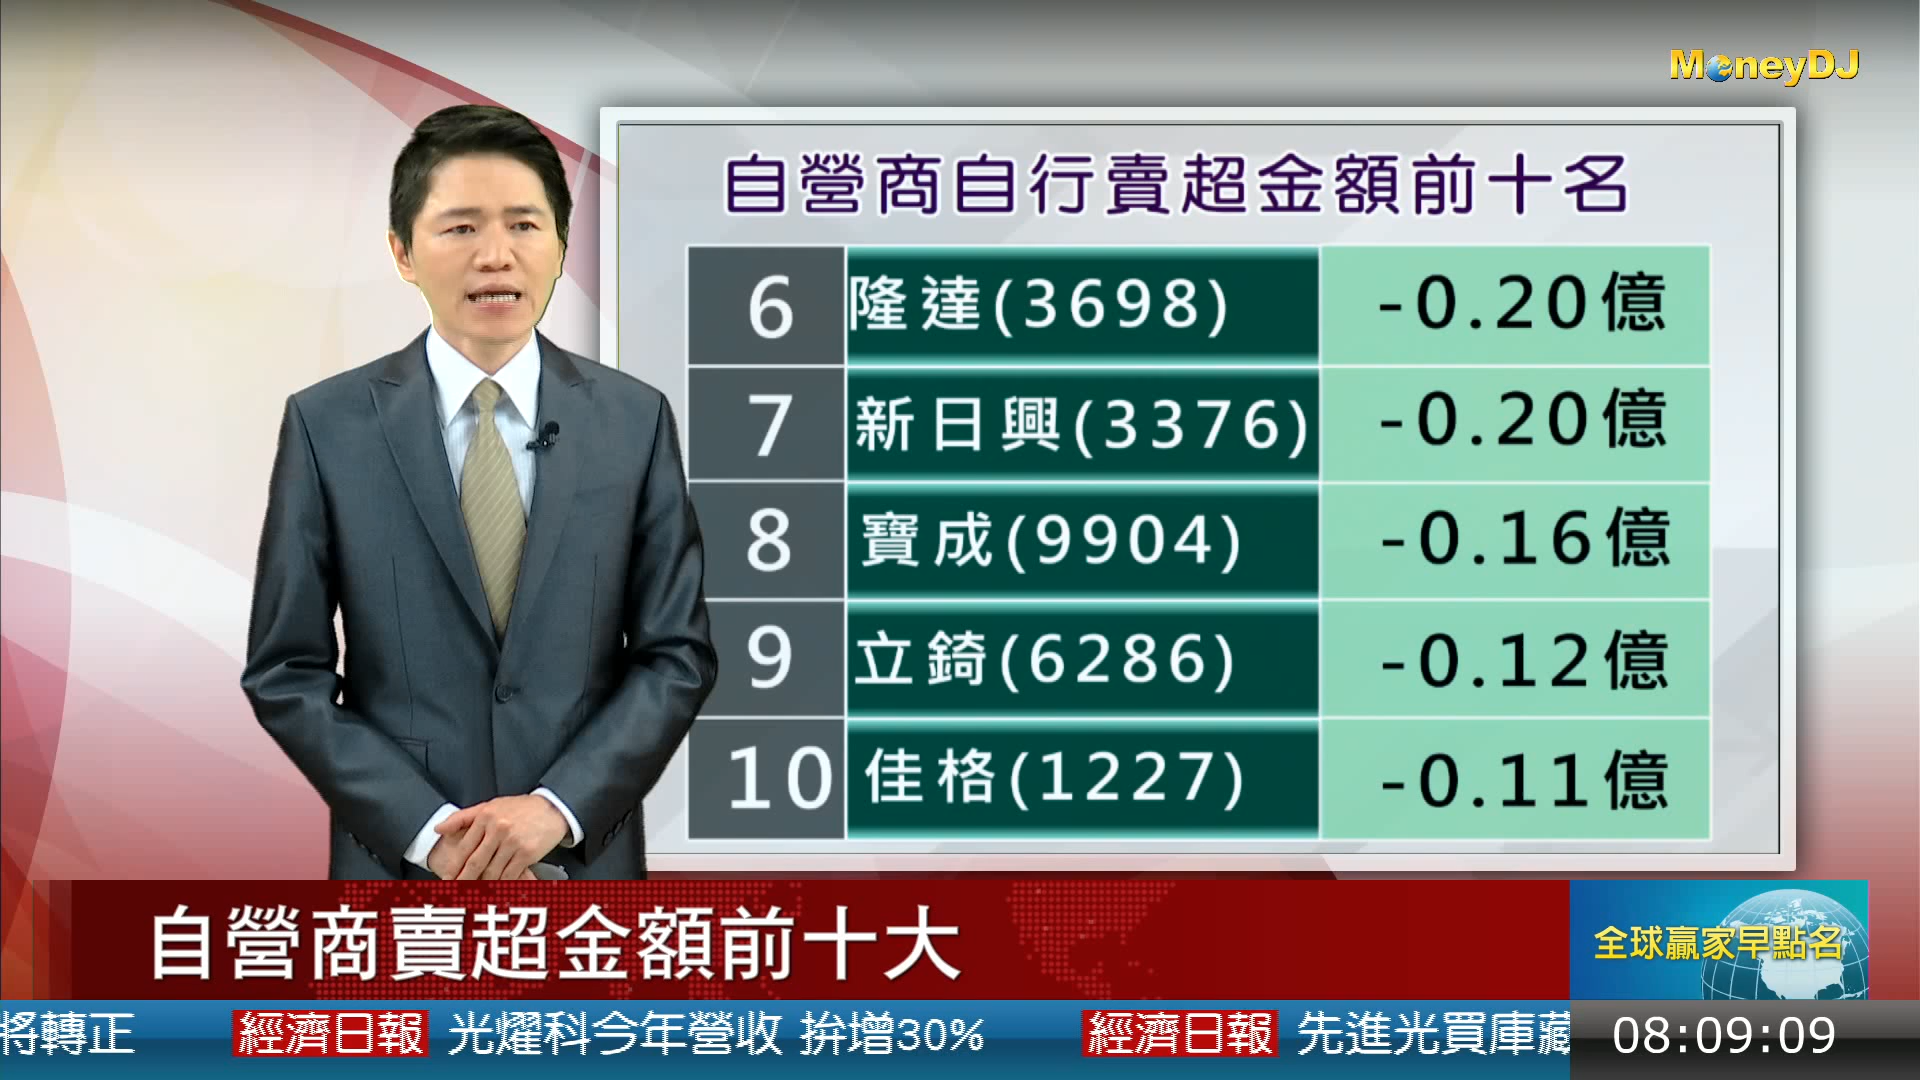 MoneyDJ
自營商自行賣超金額前十名
6 隆達(3698) -0.20億
7 新日興(3376) -0.20億
8 寶成(9904) -0.16億
9 立錡(6286) -0.12億
10 佳格(1227) -0.11億
自營商賣超金額前十大
全球贏家早點名
將轉正 經濟日報 光燿科今年營收 拚增30% 經濟日報 先進光買庫藏
08:09:09